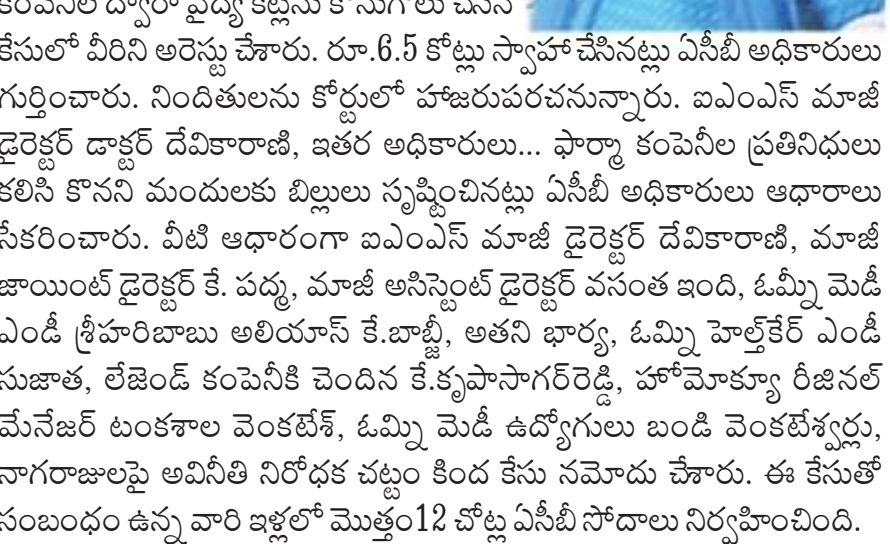 కంపెనీల ద్వారా వైద్య కిట్లను కొనుగోలు చేసిన
కేసులో వీరిని అరెస్టు చేశారు. రూ.6.5 కోట్లు స్వాహాచేసినట్లు ఏసీబీ అధికారులు
గుర్తించారు. నిందితులను కోర్టులో హాజరుపరచనున్నారు. ఐఎంఎస్ మాజీ
డైరెక్టర్ డాక్టర్ దేవికారాణి, ఇతర అధికారులు... ఫార్మా కంపెనీల ప్రతినిధులు
కలిసి కొనని మందులకు బిల్లులు సృష్టించినట్లు ఏసీబీ అధికారులు ఆధారాలు
సేకరించారు. వీటి ఆధారంగా ఐఎంఎస్ మాజీ డైరెక్టర్ దేవికారాణి, మాజీ
జాయింట్ డైరెక్టర్ కే. పద్మ, మాజీ అసిస్టెంట్ డైరెక్టర్ వసంత ఇంది, ఓమ్నీ మెడీ
ఎండీ శ్రీహరిబాబు అలియాస్ కే.బాబ్జీ, అతని భార్య, ఓమ్ని హెల్త్‌కేర్ ఎండీ
సుజాత, లేజెండ్ కంపెనీకి చెందిన కే.కృపాసాగర్‌రెడ్డి, హోమోక్యూ రీజినల్
మేనేజర్ టంకశాల వెంకటేశ్, ఓమ్ని మెడీ ఉద్యోగులు బండి వెంకటేశ్వర్లు,
నాగరాజులపై అవినీతి నిరోధక చట్టం కింద కేసు నమోదు చేశారు. ఈ కేసుతో
సంబంధం ఉన్న వారి ఇళ్లలో మొత్తం12 చోట్ల ఏసీబీ సోదాలు నిర్వహించింది.